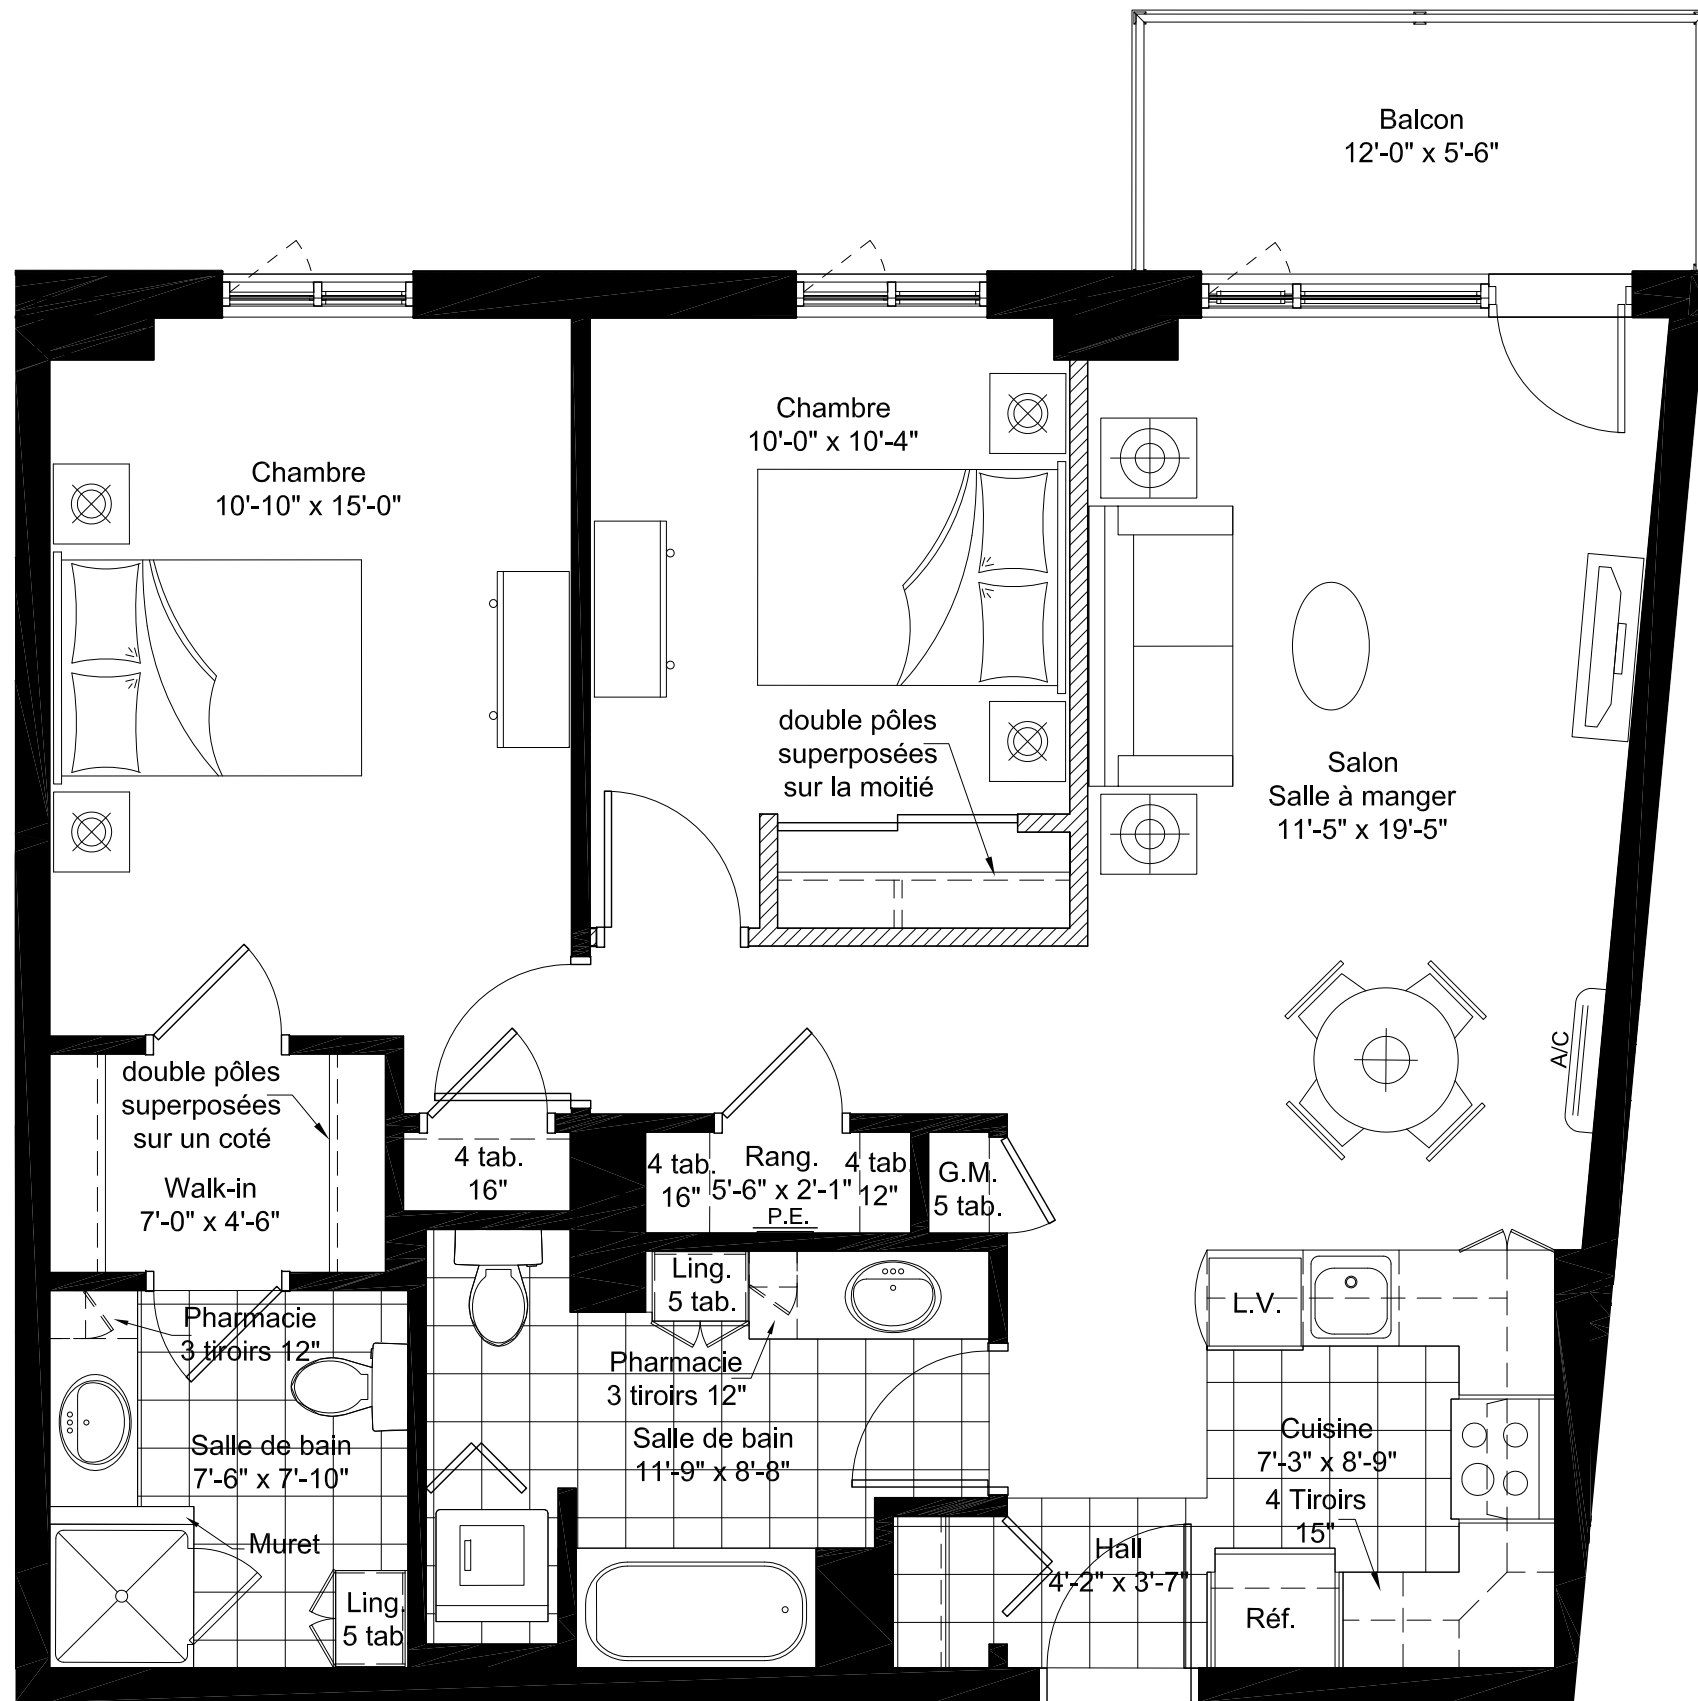 Balcon
12'-0" x 5'-6"
Chambre
10'-0" x 10'-4"
Chambre
10'-10" x 15'-0"
double pôles
superposées
sur la moitié
Salon
Salle à manger
11'-5" x 19'-5"
A/C
double pôles
superposées
sur un coté
Walk-in
7'-0" x 4'-6"
4 tab.
16"
4 tab.
16"
Rang.
5'-6" x 2'-1"
P.E.
4 tab
12"
G.M.
5 tab.
Ling.
5 tab.
L.V.
Pharmacie
3 tiroirs 12"
Pharmacie
3 tiroirs 12"
Salle de bain
7'-6" x 7'-10"
Salle de bain
11'-9" x 8'-8"
Cuisine
7'-3" x 8'-9"
4 Tiroirs
15"
Muret
Hall
4'-2" x 3'-7"
Ling.
5 tab
Réf.